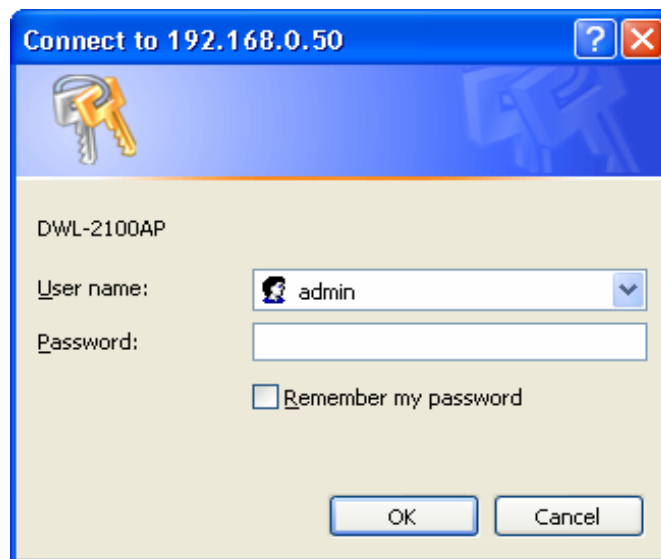 Connect to 192.168.0.50
DWL-2100AP
User name:
admin
Password:
Remember my password
OK
Cancel